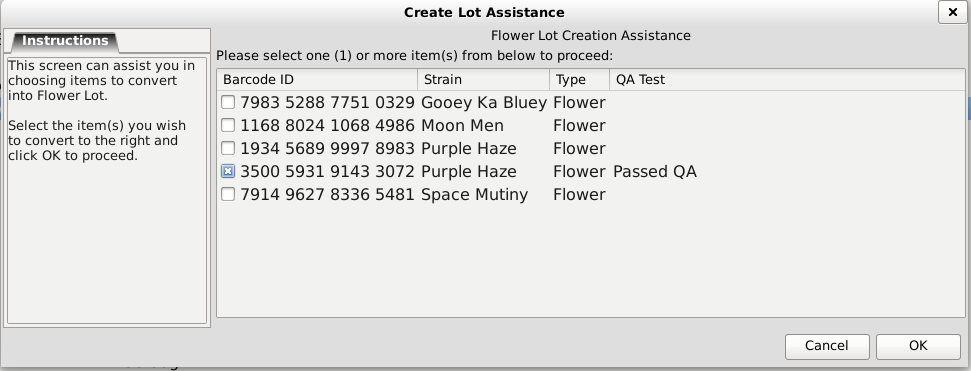 Create Lot Assistance
Instructions
This screen can assist you in
choosing items to convert
into Flower Lot.
Select the item(s) you wish
to convert to the right and
click OK to proceed.
Flower Lot Creation Assistance
Please select one (1) or more item(s) from below to proceed:
Barcode ID Strain Type QA Test
7983 5288 7751 0329 Gooey Ka Bluey Flower
1168 8024 1068 4986 Moon Men Flower
1934 5689 9997 8983 Purple Haze Flower
3500 5931 9143 3072 Purple Haze Flower Passed QA
7914 9627 8336 5481 Space Mutiny Flower
Cancel OK